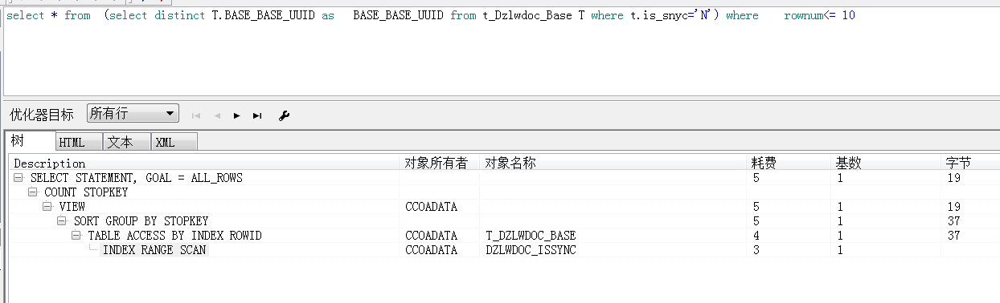 select * from  (select distinct T.BASE_BASE_UUID as   BASE_BASE_UUID from t_Dzlwdoc_Base T where t.is_snyc='N') where    rownum<= 10
优化器目标 所有行
树 HTML 文本 XML
Description 对象所有者 对象名称 耗费 基数 字节
SELECT STATEMENT, GOAL = ALL_ROWS 5 1 19
COUNT STOPKEY
VIEW CCOADATA 5 1 19
SORT GROUP BY STOPKEY 5 1 37
TABLE ACCESS BY INDEX ROWID CCOADATA T_DZLWDOC_BASE 4 1 37
INDEX RANGE SCAN CCOADATA DZLWDOC_ISSYNC 3 1